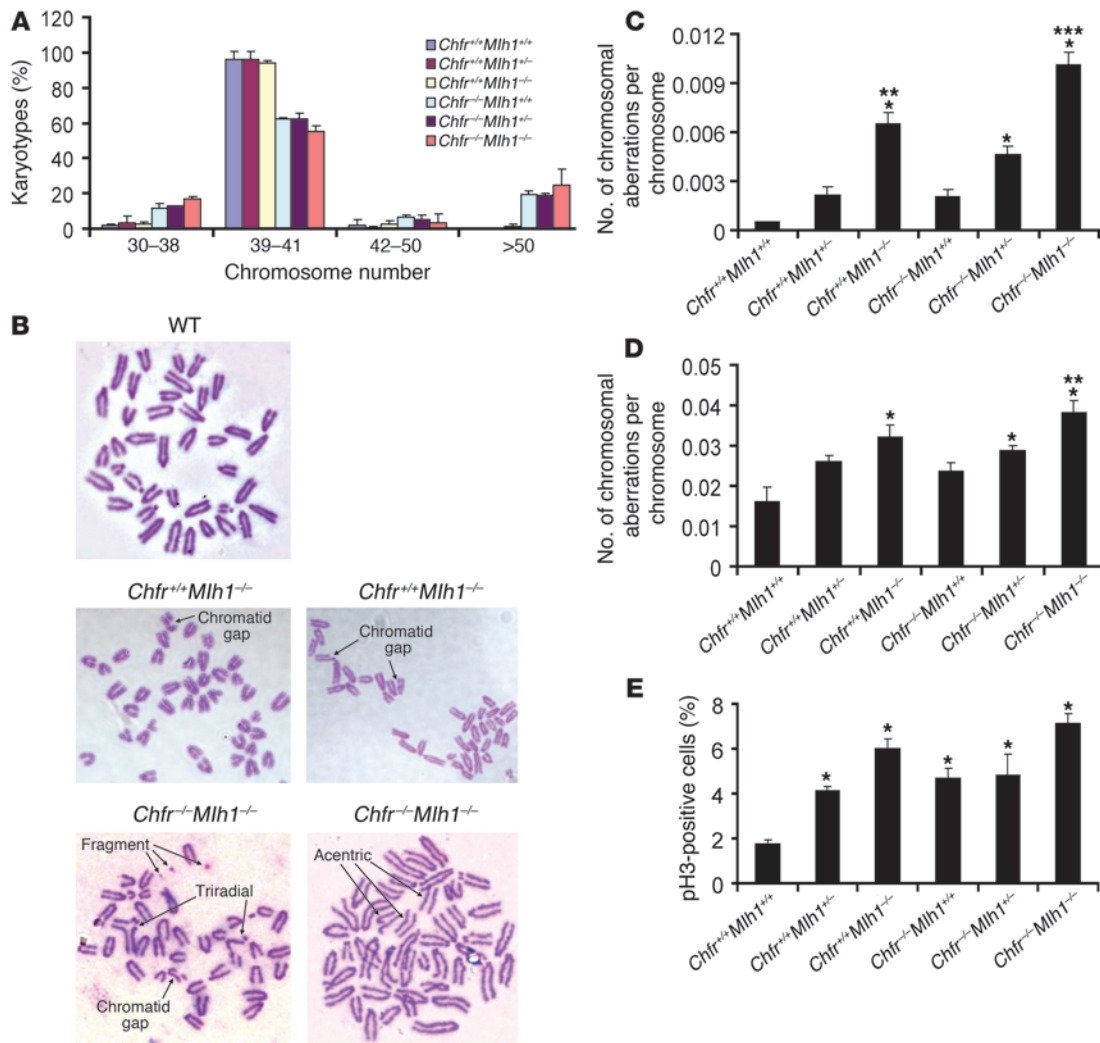 A
Karyotypes (%)
120
100
80
60
40
20
0
30–38
39–41
42–50
>50
Chromosome number
Chfr+/+Mlh1+/+
Chfr+/+Mlh1+/–
Chfr+/+Mlh1–/–
Chfr–/–Mlh1+/+
Chfr–/–Mlh1+/–
Chfr–/–Mlh1–/–
B
WT
Chfr+/+Mlh1–/–
Chromatid
gap
Chfr+/+Mlh1–/–
Chromatid
gap
Chfr–/–Mlh1–/–
Fragment
Triradial
Chromatid
gap
Chfr–/–Mlh1–/–
Acentric
C
No. of chromosomal
aberrations per
chromosome
0.012
0.009
0.006
0.003
0
**
*
*
***
*
Chfr+/+Mlh1+/+
Chfr+/+Mlh1+/–
Chfr+/+Mlh1–/–
Chfr–/–Mlh1+/+
Chfr–/–Mlh1+/–
Chfr–/–Mlh1–/–
D
No. of chromosomal
aberrations per
chromosome
0.05
0.04
0.03
0.02
0.01
0
*
*
**
*
Chfr+/+Mlh1+/+
Chfr+/+Mlh1+/–
Chfr+/+Mlh1–/–
Chfr–/–Mlh1+/+
Chfr–/–Mlh1+/–
Chfr–/–Mlh1–/–
E
pH3-positive cells (%)
8
6
4
2
0
*
*
*
*
*
Chfr+/+Mlh1+/+
Chfr+/+Mlh1+/–
Chfr+/+Mlh1–/–
Chfr–/–Mlh1+/+
Chfr–/–Mlh1+/–
Chfr–/–Mlh1–/–